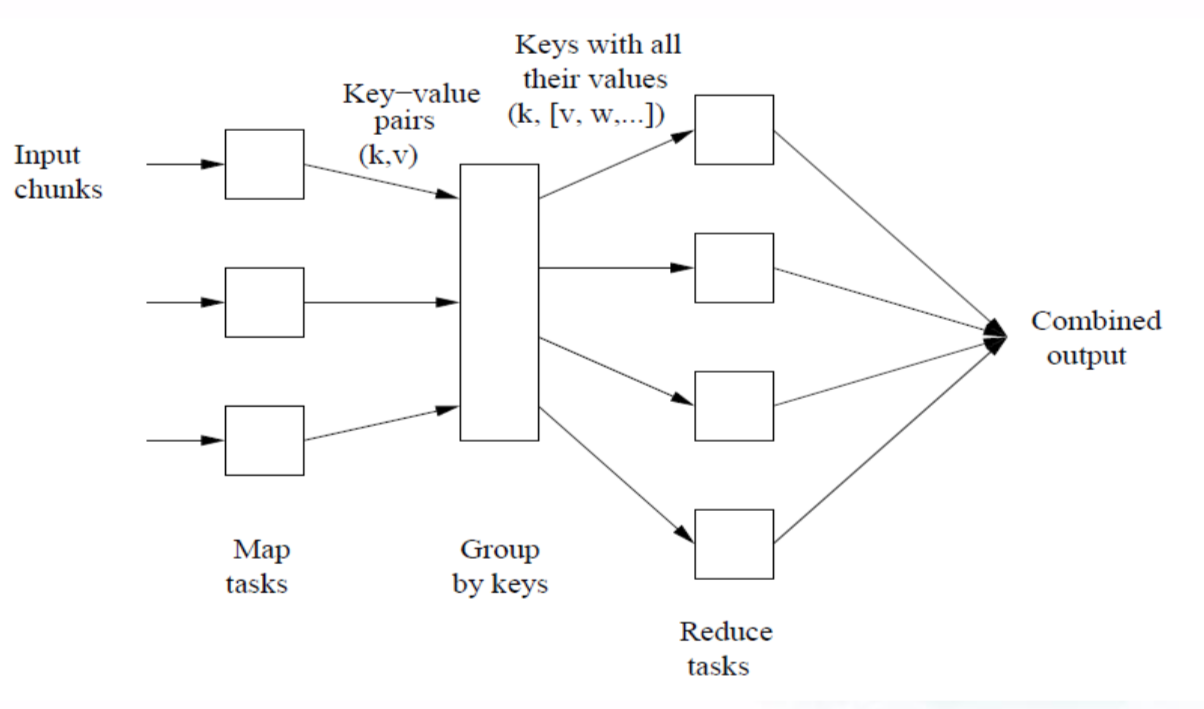 Input
chunks
Key−value
pairs
(k,v)
Keys with all
their values
(k, [v, w,...])
Combined
output
Map
tasks
Group
by keys
Reduce
tasks